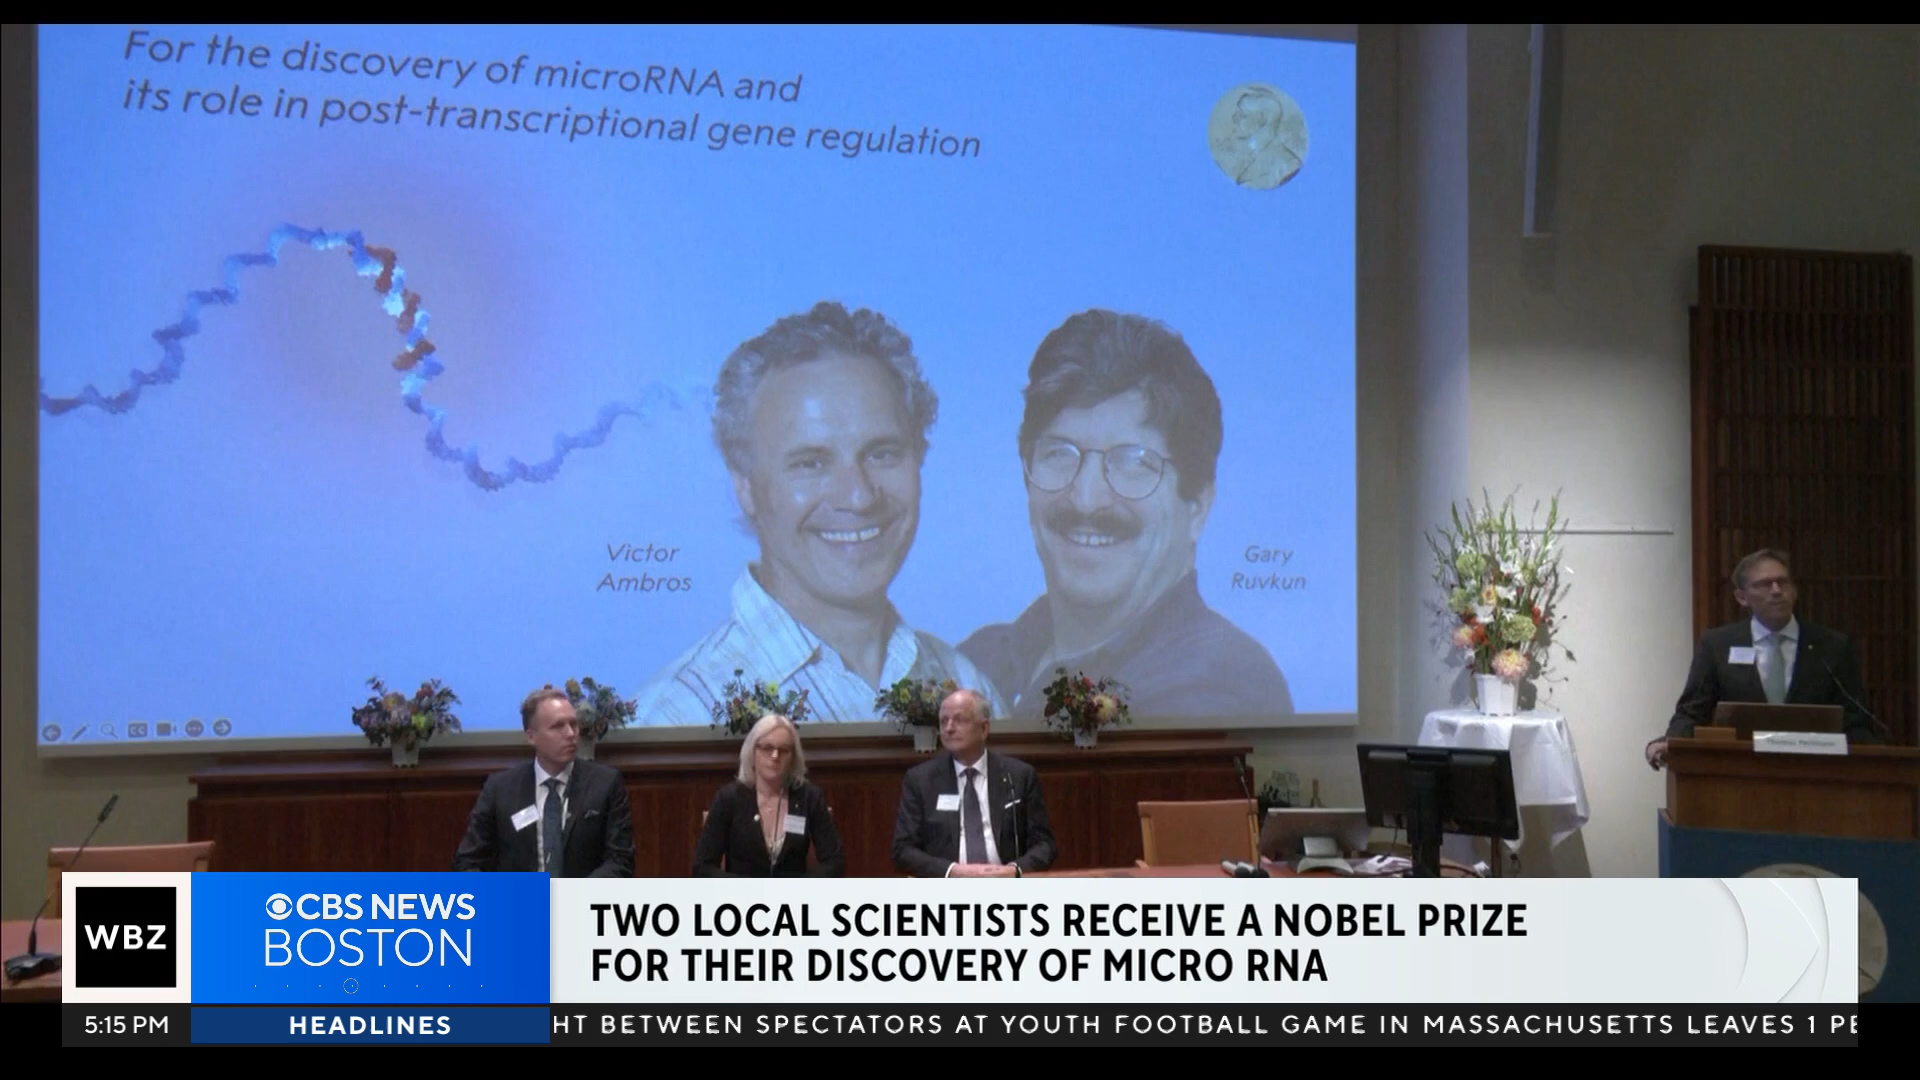 For the discovery of microRNA and
its role in post-transcriptional gene regulation
Victor
Ambros
Gary
Ruvkun
WBZ
CBS NEWS
BOSTON
TWO LOCAL SCIENTISTS RECEIVE A NOBEL PRIZE
FOR THEIR DISCOVERY OF MICRO RNA
5:15 PM
HEADLINES
HT BETWEEN SPECTATORS AT YOUTH FOOTBALL GAME IN MASSACHUSETTS LEAVES 1 PE